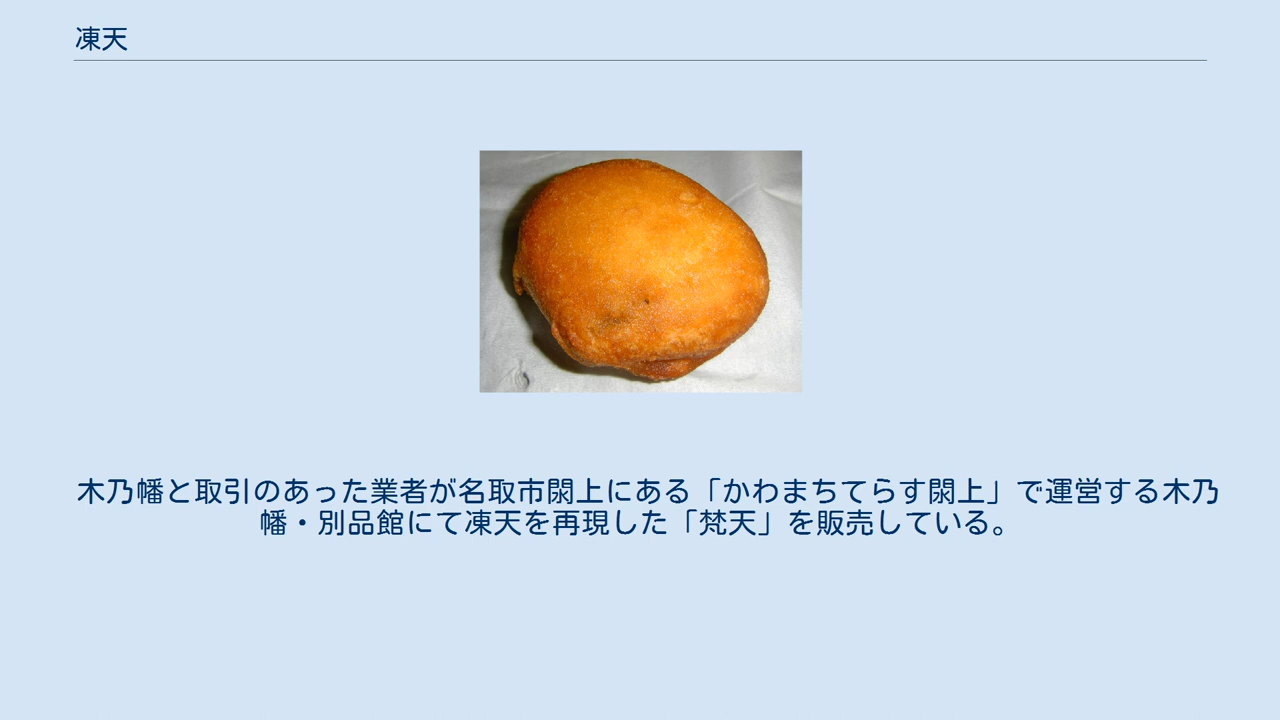 凍天
木乃幡と取引のあった業者が名取市閖上にある「かわまちてらす閖上」で運営する木乃
幡・別品館にて凍天を再現した「梵天」を販売している。